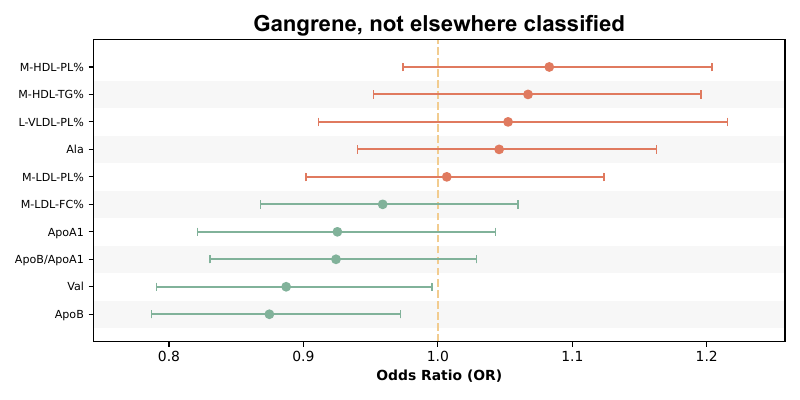 Gangrene, not elsewhere classified
M-HDL-PL%
M-HDL-TG%
L-VLDL-PL%
Ala
M-LDL-PL%
M-LDL-FC%
ApoA1
ApoB/ApoA1
Val
ApoB
0.8 0.9 1.0 1.1 1.2
Odds Ratio (OR)